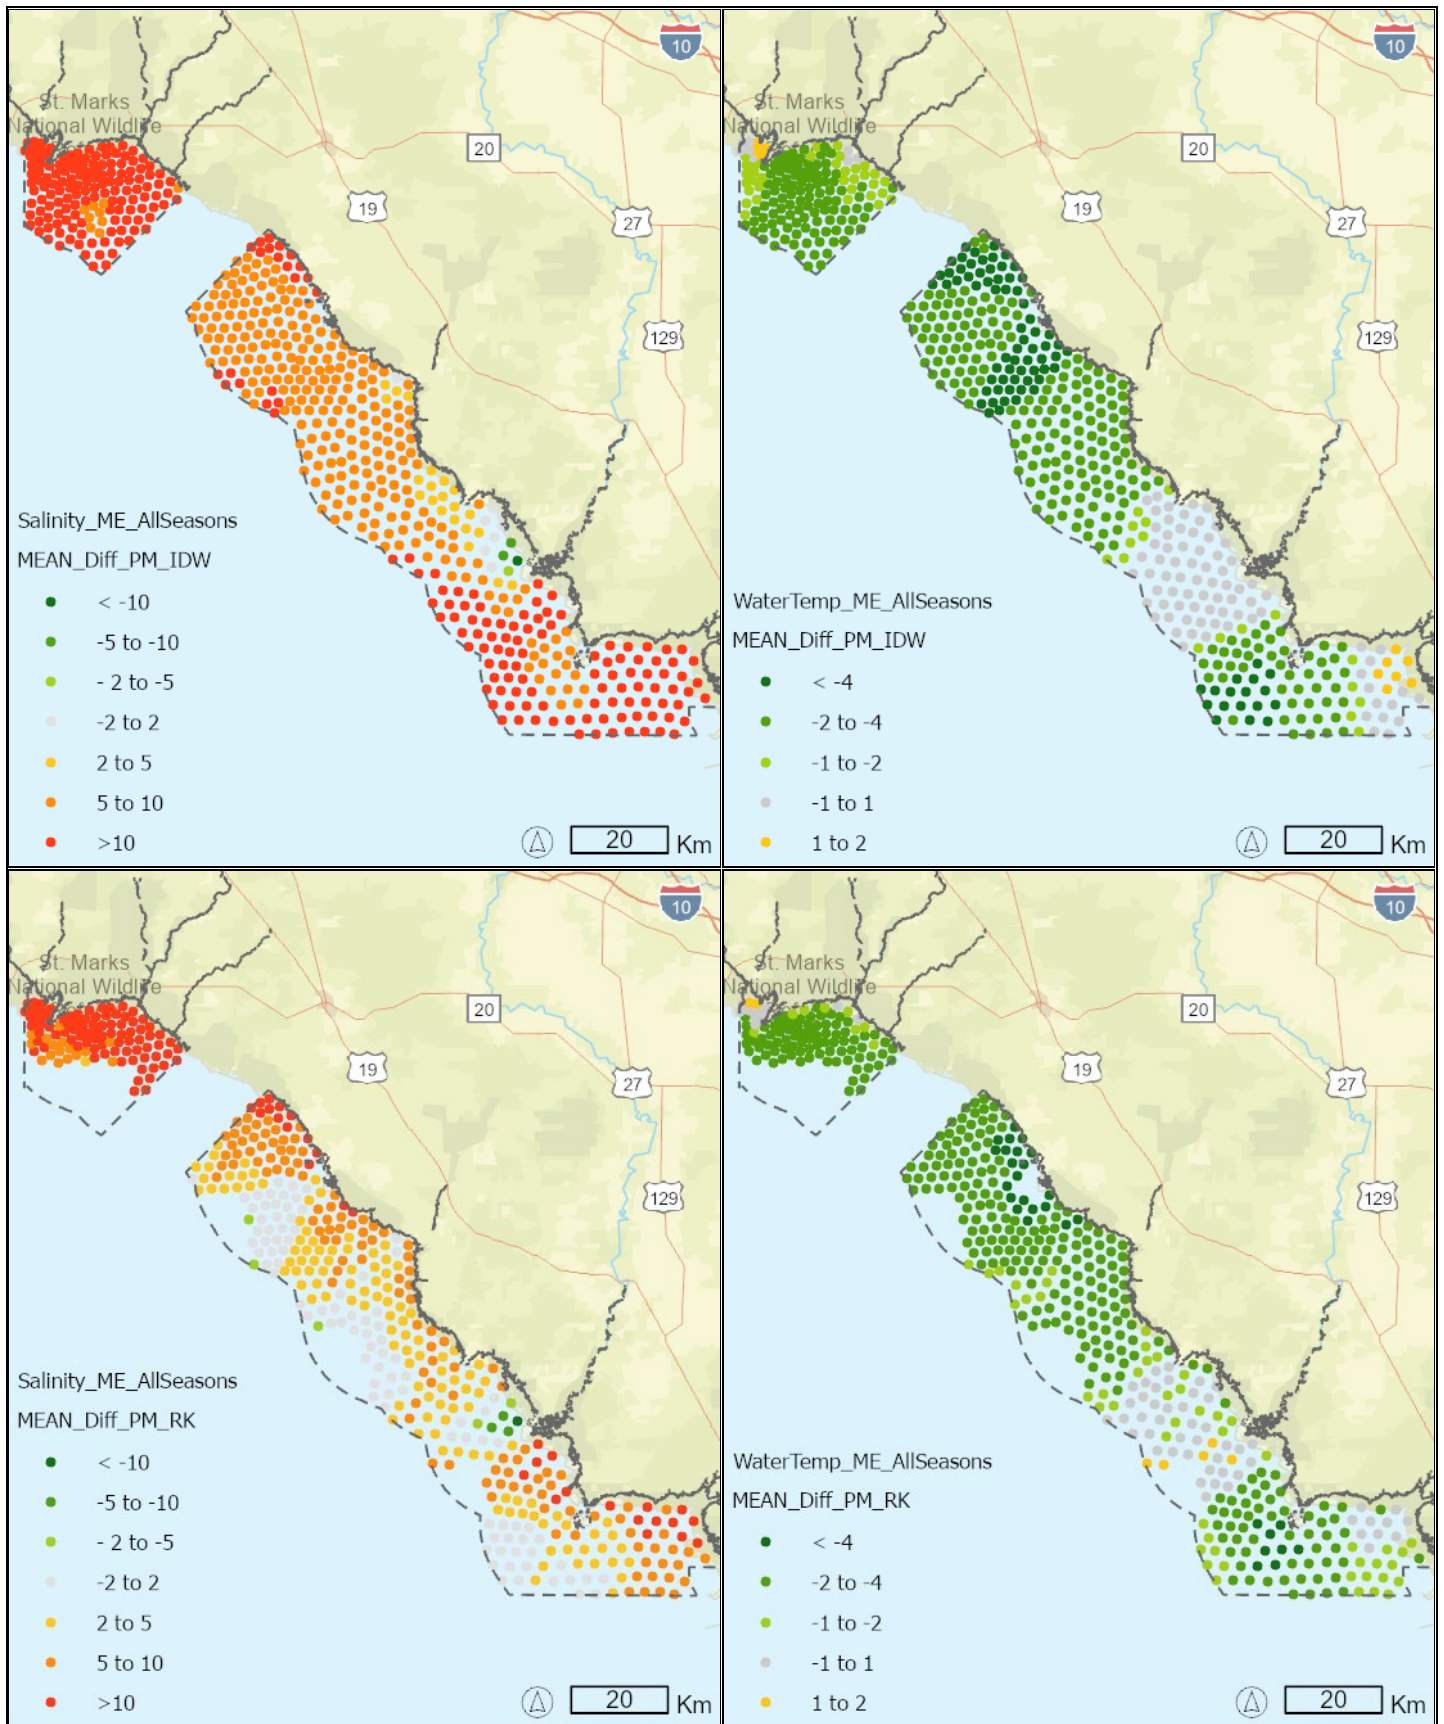 10
St. Marks
National Wildlife
20
19
27
129
Salinity_ME_AllSeasons
MEAN_Diff_PM_IDW
< -10
-5 to -10
- 2 to -5
-2 to 2
2 to 5
5 to 10
>10
20 Km
10
St. Marks
National Wildlife
20
19
27
129
WaterTemp_ME_AllSeasons
MEAN_Diff_PM_IDW
< -4
-2 to -4
-1 to -2
-1 to 1
1 to 2
20 Km
10
St. Marks
National Wildlife
20
19
27
129
Salinity_ME_AllSeasons
MEAN_Diff_PM_RK
< -10
-5 to -10
- 2 to -5
-2 to 2
2 to 5
5 to 10
>10
20 Km
10
St. Marks
National Wildlife
20
19
27
129
WaterTemp_ME_AllSeasons
MEAN_Diff_PM_RK
< -4
-2 to -4
-1 to -2
-1 to 1
1 to 2
20 Km